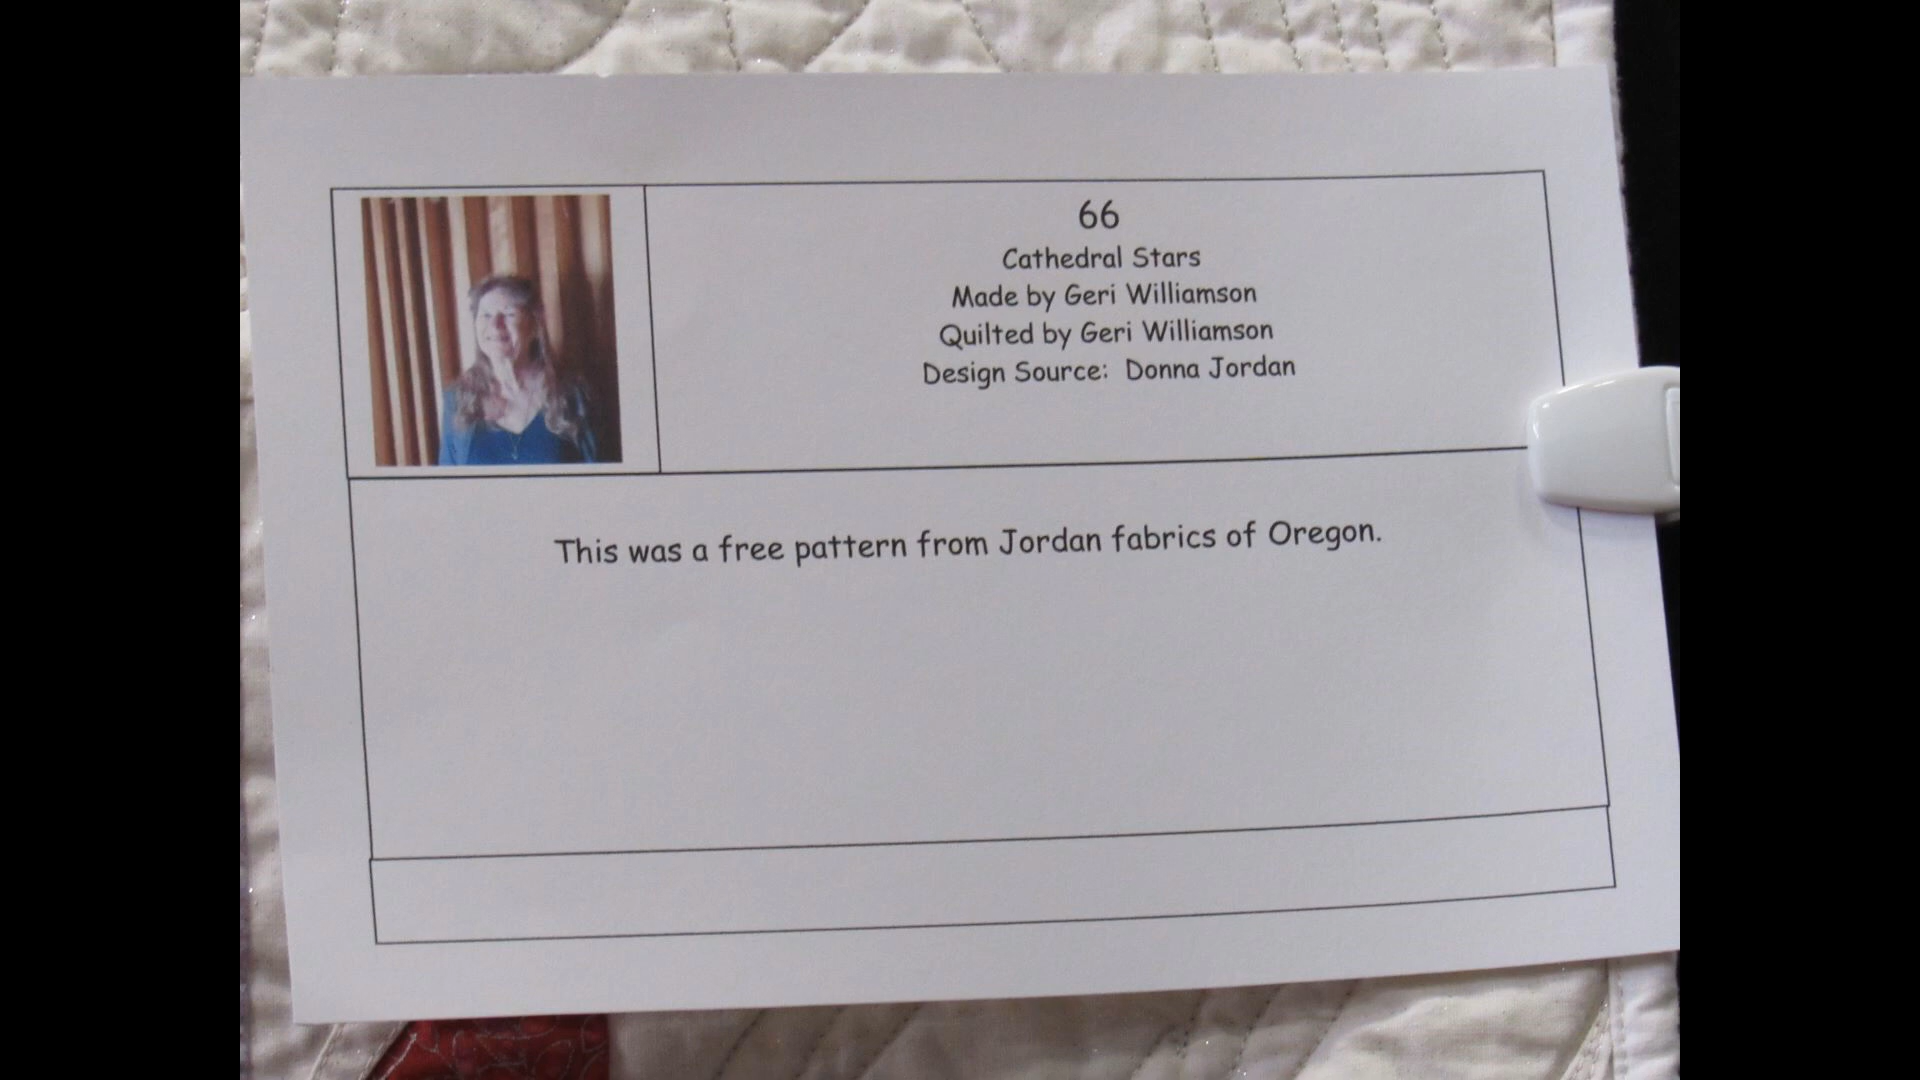 66
Cathedral Stars
Made by Geri Williamson
Quilted by Geri Williamson
Design Source: Donna Jordan
This was a free pattern from Jordan fabrics of Oregon.